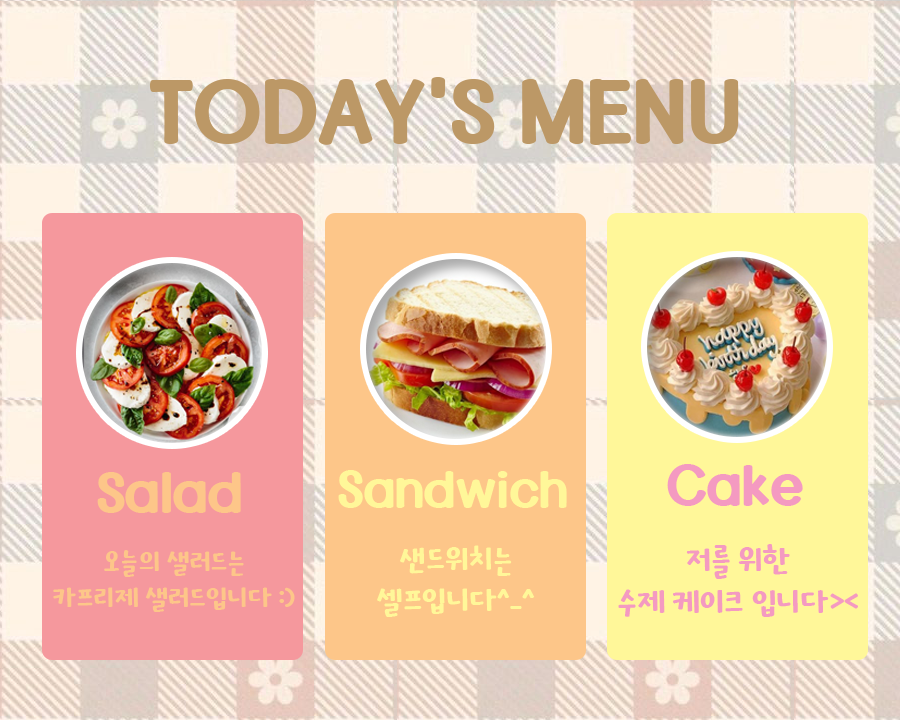 TODAY'S MENU
happy
birthday
Salad
오늘의 샐러드는
카프리제 샐러드입니다 :)
Sandwich
샌드위치는
셀프입니다^_^
Cake
저를 위한
수제 케이크 입니다><